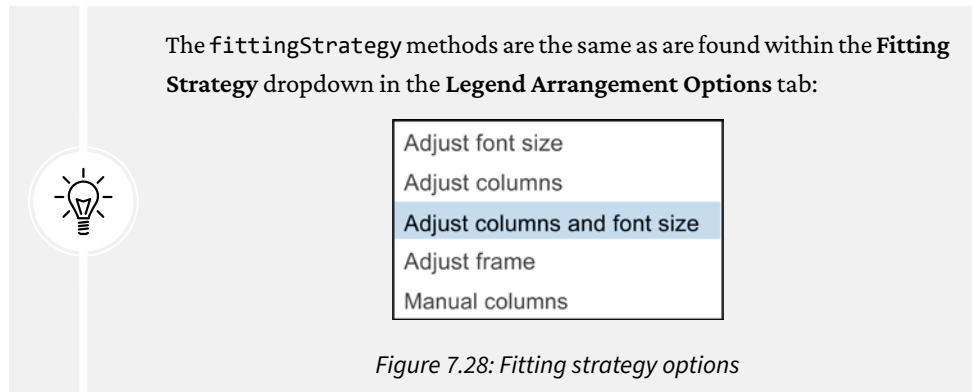 The fittingStrategy methods are the same as are found within the Fitting
Strategy dropdown in the Legend Arrangement Options tab:
Adjust font size
Adjust columns
Adjust columns and font size
Adjust frame
Manual columns
Figure 7.28: Fitting strategy options